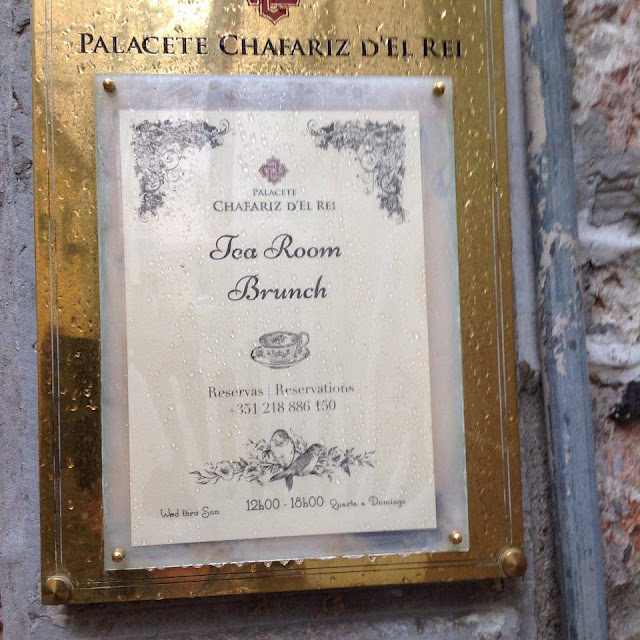 PALACETE CHAFARIZ D'EL REI
PALACETE
CHAFARIZ D'EL REI
Tea Room
Brunch
Reservas | Reservations
+351 218 886 150
Wed thru Sun 12h00 - 18h00 Quarta a Domingo